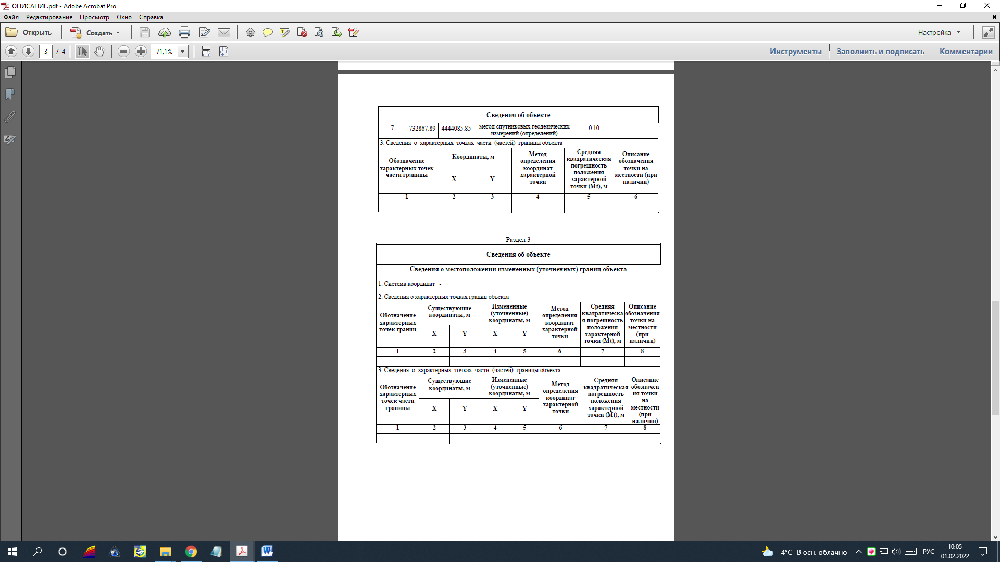 ОПИСАНИЕ.pdf - Adobe Acrobat Pro
Файл Редактирование Просмотр Окно Справка
Открыть Создать Настройка
3 / 4 71,1% Инструменты Заполнить и подписать Комментарии
Сведения об объекте
7 732867.89 4444085.85 метод спутниковых геодезических измерений (определений) 0.10 -
3. Сведения о характерных точках части (частей) границы объекта
Обозначение характерных точек части границы
Координаты, м
X Y
Метод определения координат характерной точки
Средняя квадратическая погрешность положения характерной точки (Mt), м
Описание обозначения точки на местности (при наличии)
1 2 3 4 5 6
- - - - - -
Раздел 3
Сведения об объекте
Сведения о местоположении измененных (уточненных) границ объекта
1. Система координат -
2. Сведения о характерных точках границ объекта
Обозначение характерных точек границ
Существующие координаты, м
X Y
Измененные (уточненные) координаты, м
X Y
Метод определения координат характерной точки
Средняя квадратическа я погрешность положения характерной точки (Mt), м
Описание обозначения точки на местности (при наличии)
1 2 3 4 5 6 7 8
- - - - - - - -
3. Сведения о характерных точках части (частей) границы объекта
Обозначение характерных точек части границы
Существующие координаты, м
X Y
Измененные (уточненные) координаты, м
X Y
Метод определения координат характерной точки
Средняя квадратическая погрешность положения характерной точки (Mt), м
Описание обозначен ия точки на местности (при наличии)
1 2 3 4 5 6 7 8
- - - - - - - -
-4°C В осн. облачно РУС 10:05
01.02.2022